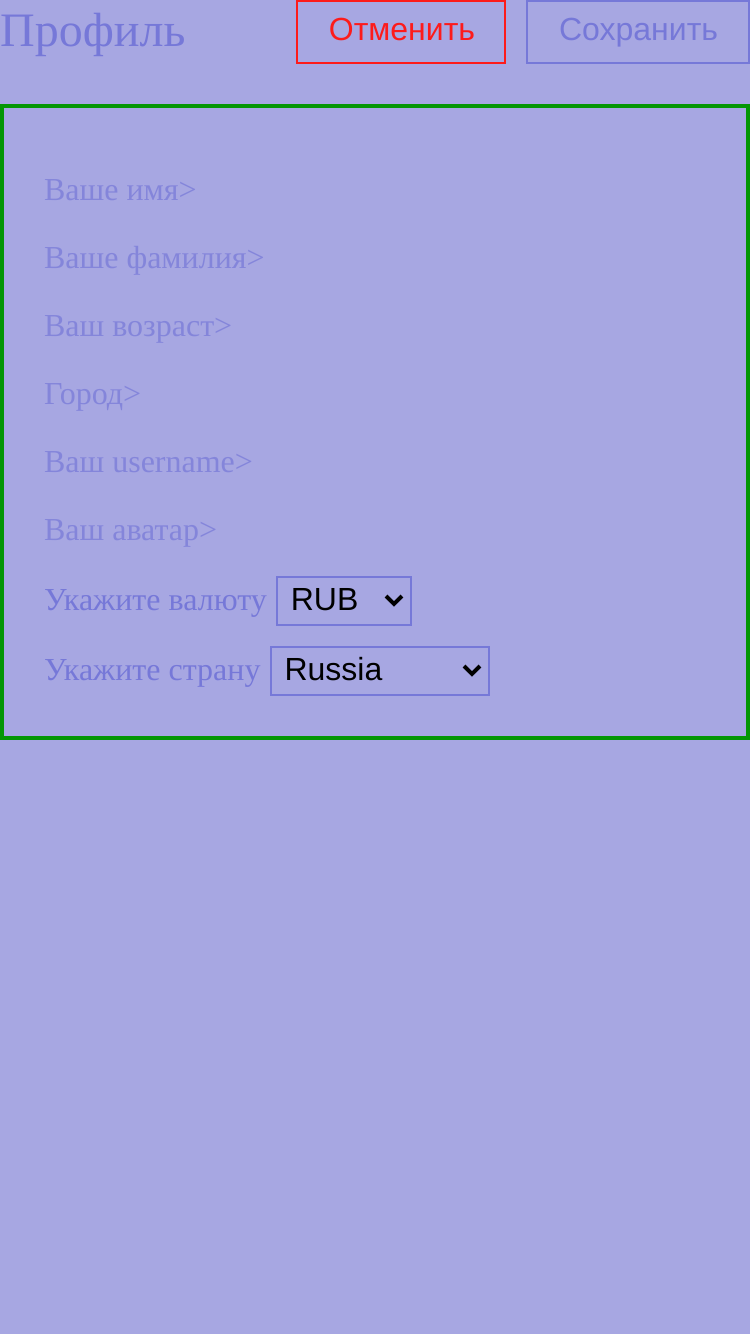 Профиль Отменить Сохранить
Ваше имя>
Ваше фамилия>
Ваш возраст>
Город>
Ваш username>
Ваш аватар>
Укажите валюту RUB
Укажите страну Russia